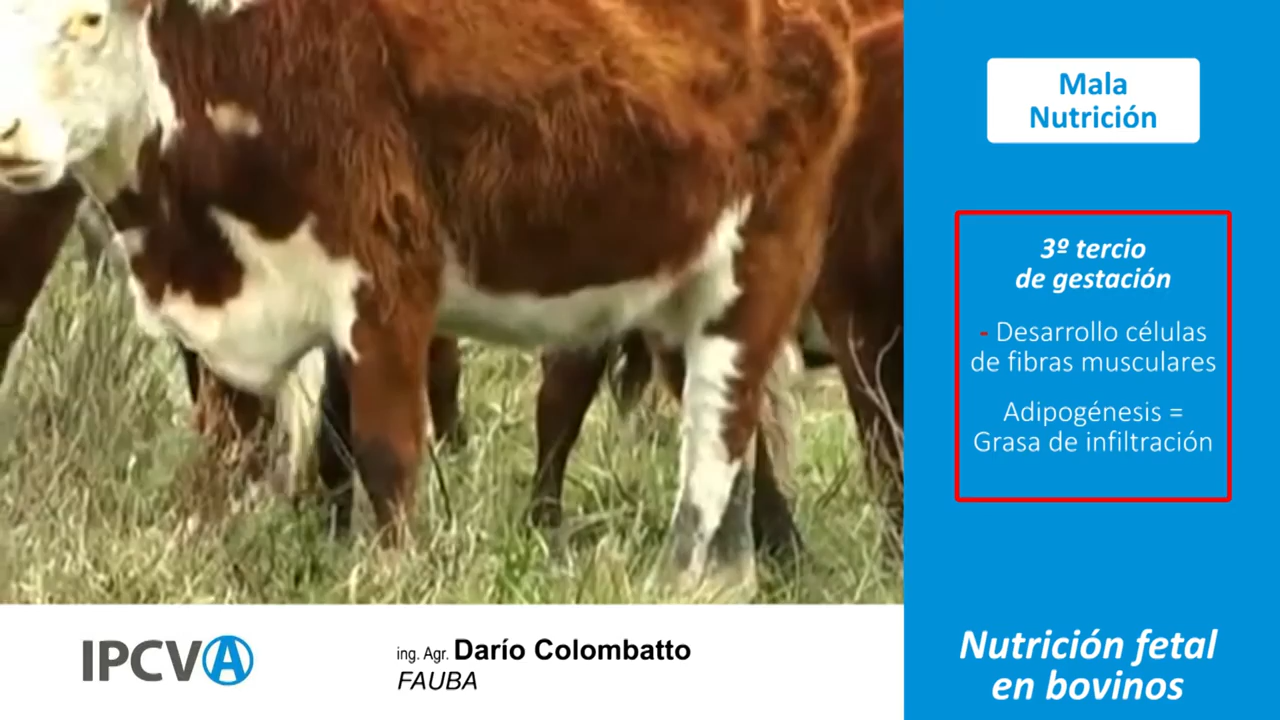 Mala
Nutrición
3º tercio
de gestación
- Desarrollo células
de fibras musculares
Adipogénesis =
Grasa de infiltración
IPCVA
ing. Agr. Darío Colombatto
FAUBA
Nutrición fetal
en bovinos